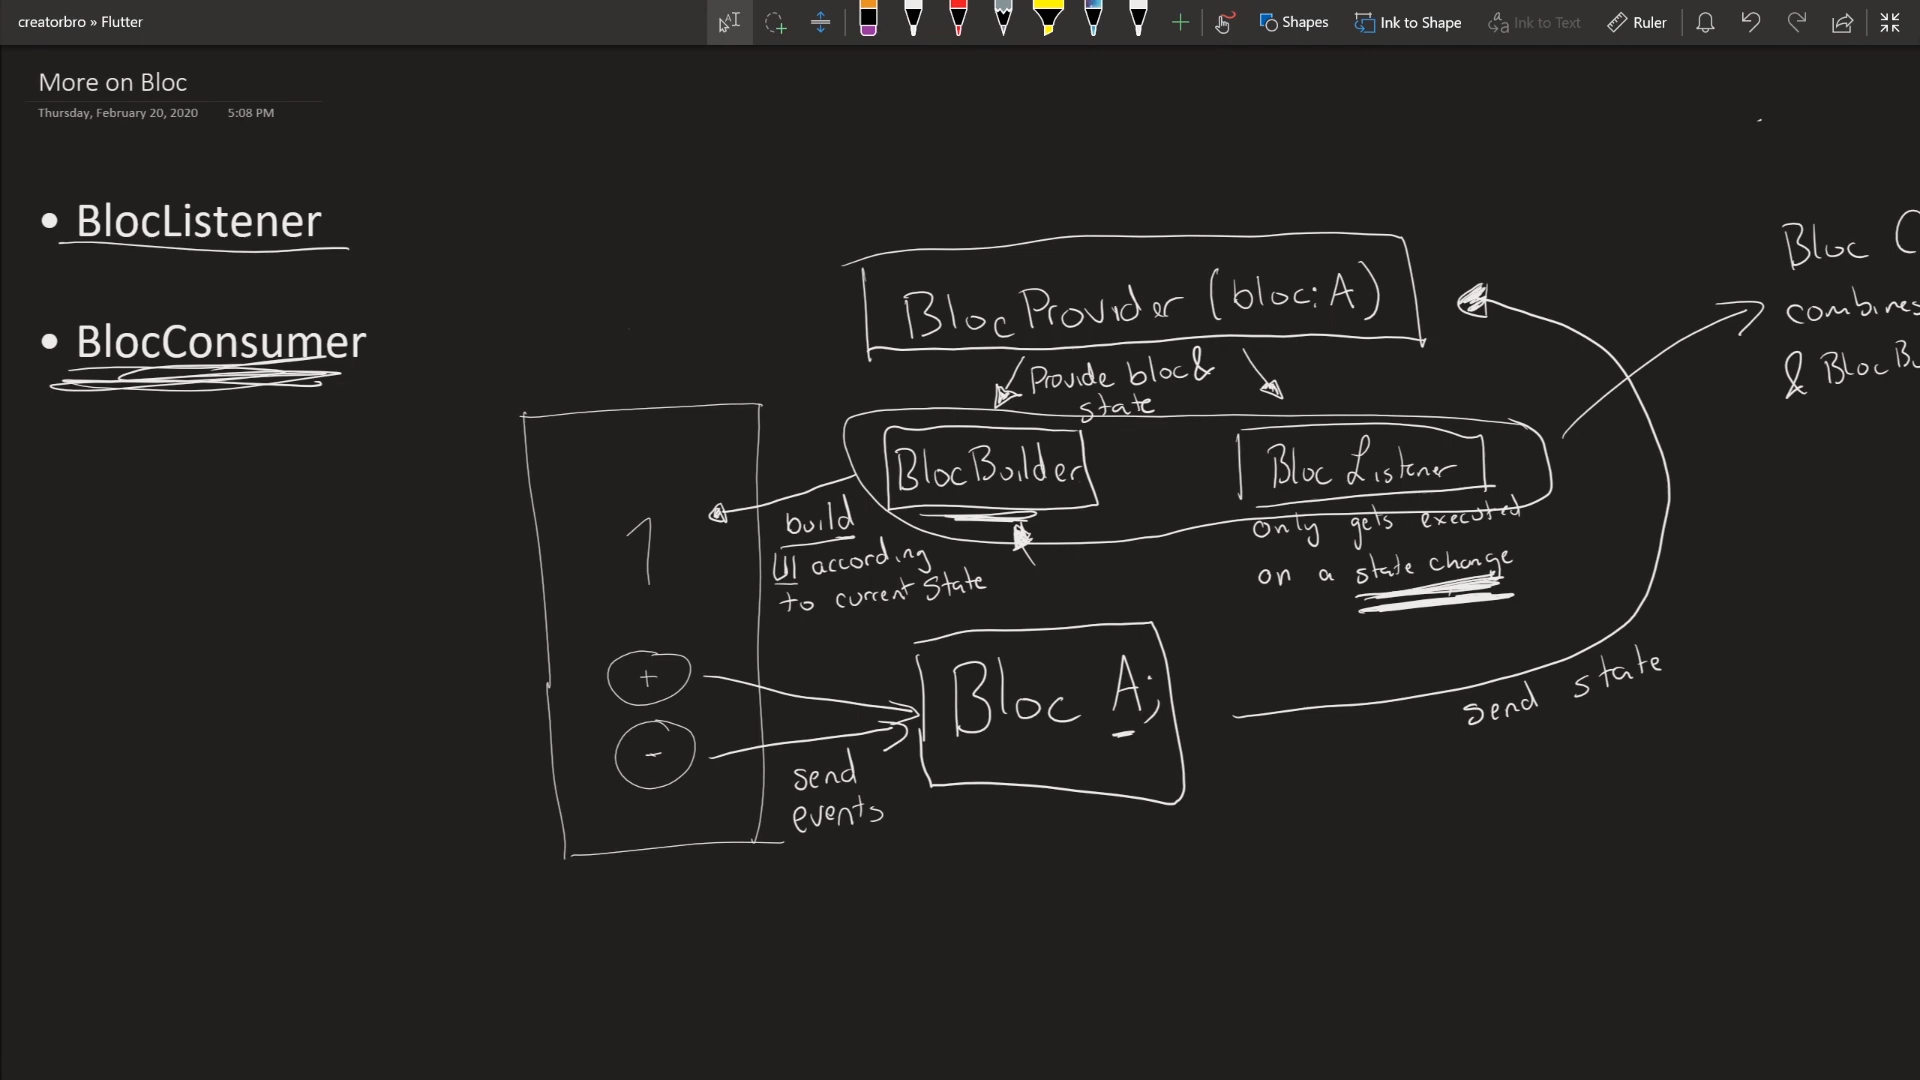 creatorbro » Flutter
Shapes
Ink to Shape
Ink to Text
Ruler
More on Bloc
Thursday, February 20, 2020 5:08 PM
• BlocListener
• BlocConsumer
BlocProvider (bloc: A)
Provide bloc &
state
BlocBuilder
Bloc Listener
build
UI according
to current State
only gets executed
on a state change
1
+
-
send
events
Bloc A;
send state
Bloc C
combines
& BlocBu